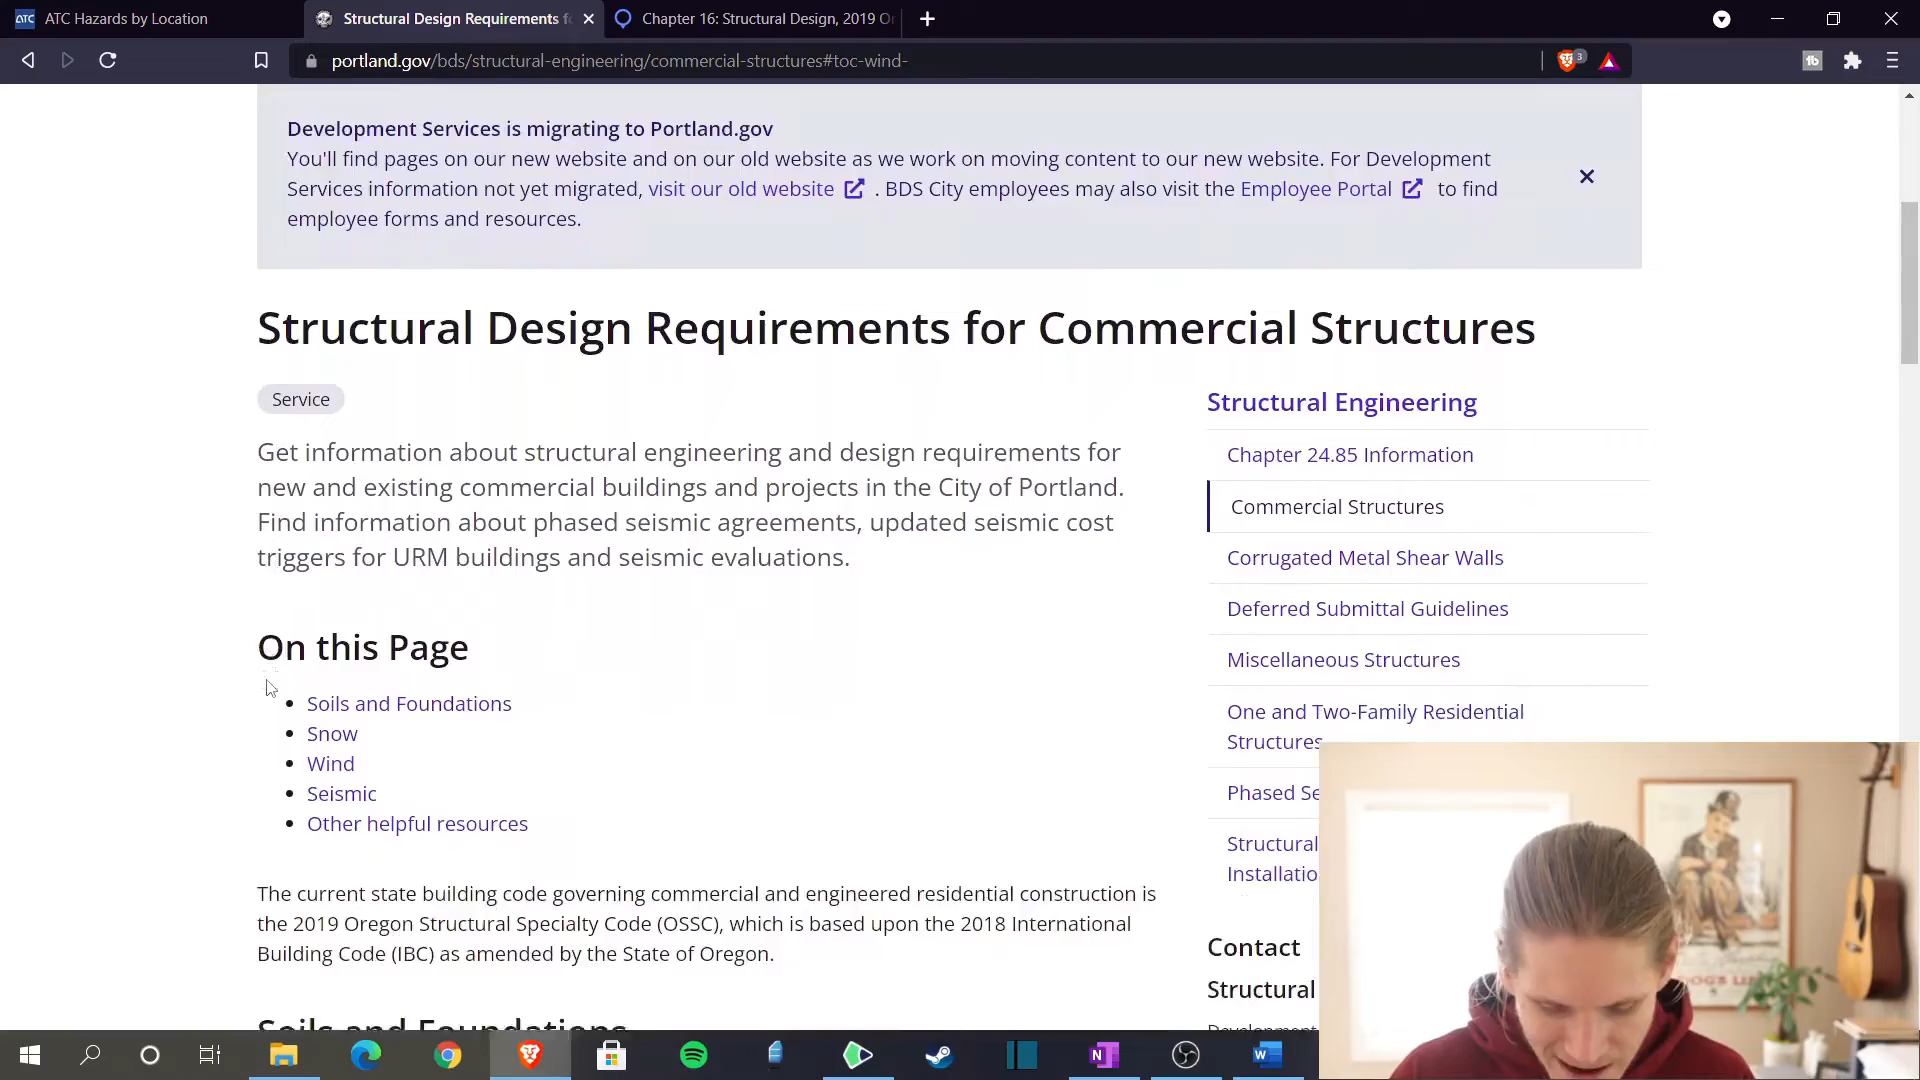 ATC ATC Hazards by Location
Structural Design Requirements f
Chapter 16: Structural Design, 2019 Or
portland.gov/bds/structural-engineering/commercial-structures#toc-wind-
3
Development Services is migrating to Portland.gov
You'll find pages on our new website and on our old website as we work on moving content to our new website. For Development
Services information not yet migrated, visit our old website . BDS City employees may also visit the Employee Portal to find
employee forms and resources.
Structural Design Requirements for Commercial Structures
Service
Get information about structural engineering and design requirements for
new and existing commercial buildings and projects in the City of Portland.
Find information about phased seismic agreements, updated seismic cost
triggers for URM buildings and seismic evaluations.
On this Page
Soils and Foundations
Snow
Wind
Seismic
Other helpful resources
The current state building code governing commercial and engineered residential construction is
the 2019 Oregon Structural Specialty Code (OSSC), which is based upon the 2018 International
Building Code (IBC) as amended by the State of Oregon.
Soils and Foundations
Structural Engineering
Chapter 24.85 Information
Commercial Structures
Corrugated Metal Shear Walls
Deferred Submittal Guidelines
Miscellaneous Structures
One and Two-Family Residential
Structures
Phased Se
Structural
Installatio
Contact
Structural
Development